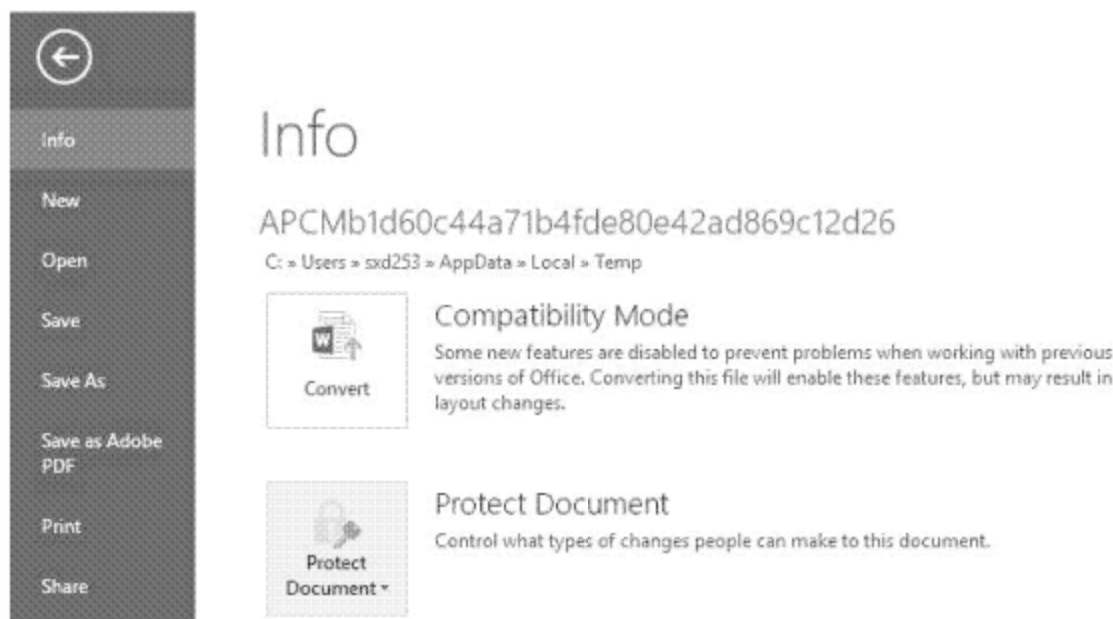 Info
New
Open
Save
Save As
Save as Adobe
PDF
Print
Share
Info
APCMb1d60c44a71b4fde80e42ad869c12d26
C: » Users » sxd253 » AppData » Local » Temp
Convert
Compatibility Mode
Some new features are disabled to prevent problems when working with previous
versions of Office. Converting this file will enable these features, but may result in
layout changes.
Protect
Document
Protect Document
Control what types of changes people can make to this document.